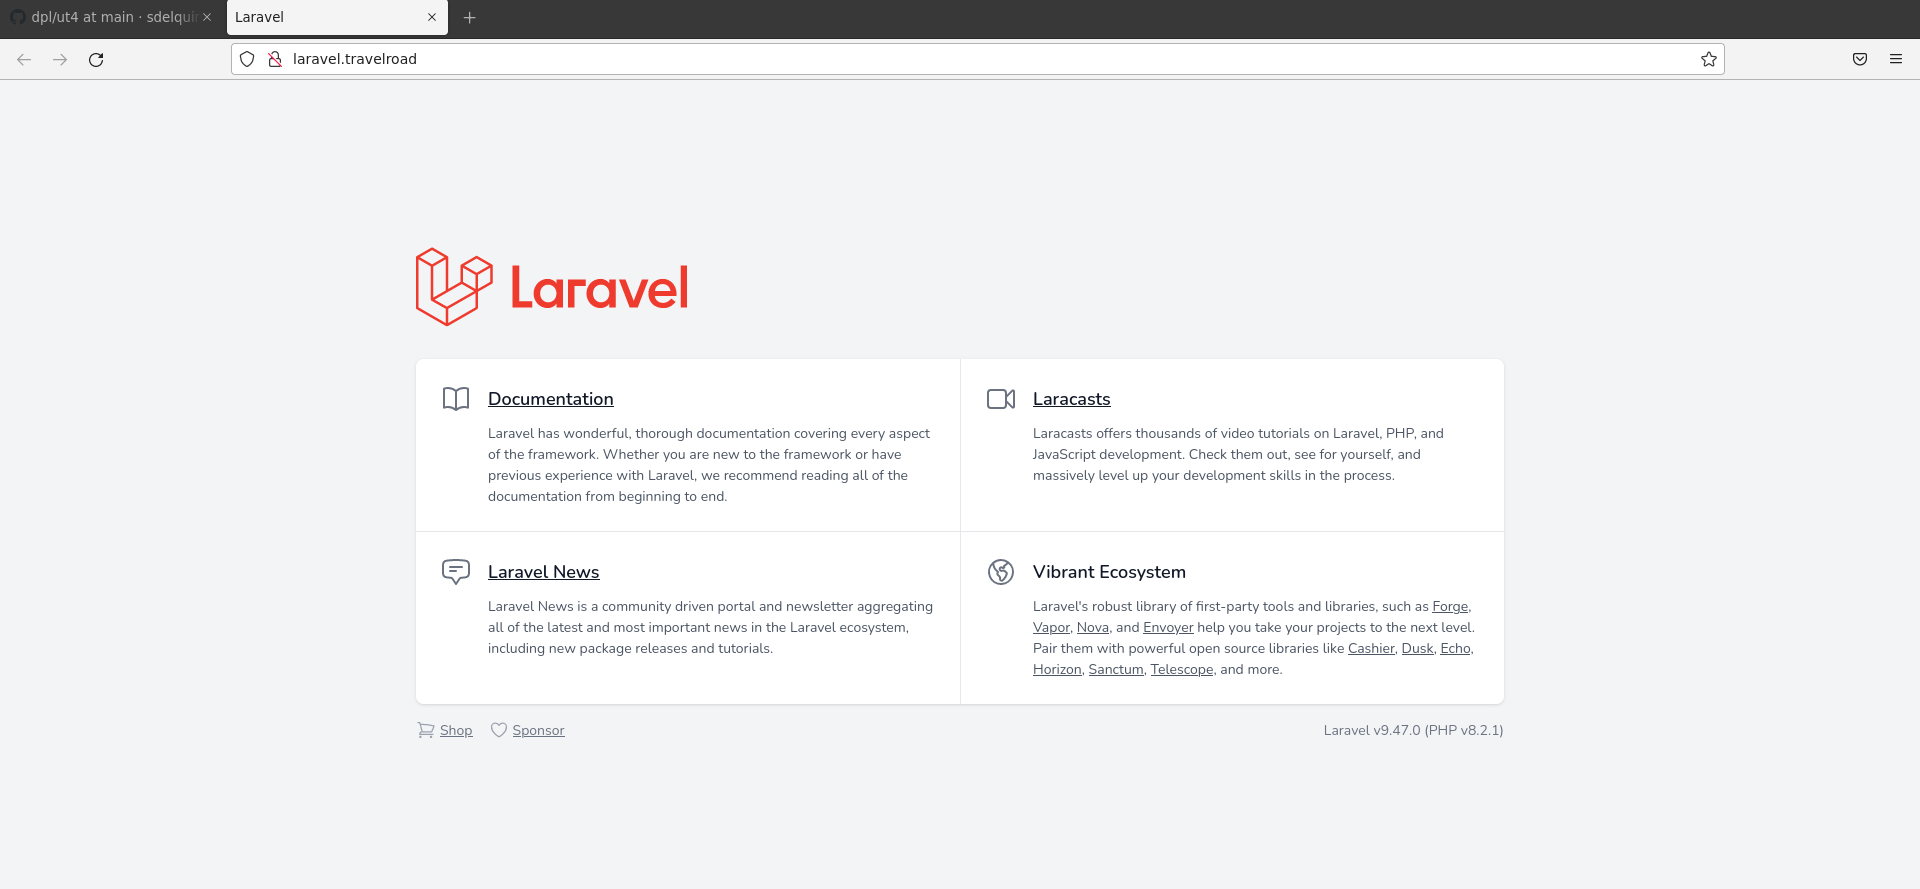 dpl/ut4 at main · sdelqui
Laravel
laravel.travelroad
Laravel
Documentation
Laravel has wonderful, thorough documentation covering every aspect
of the framework. Whether you are new to the framework or have
previous experience with Laravel, we recommend reading all of the
documentation from beginning to end.
Laracasts
Laracasts offers thousands of video tutorials on Laravel, PHP, and
JavaScript development. Check them out, see for yourself, and
massively level up your development skills in the process.
Laravel News
Laravel News is a community driven portal and newsletter aggregating
all of the latest and most important news in the Laravel ecosystem,
including new package releases and tutorials.
Vibrant Ecosystem
Laravel's robust library of first-party tools and libraries, such as Forge,
Vapor, Nova, and Envoyer help you take your projects to the next level.
Pair them with powerful open source libraries like Cashier, Dusk, Echo,
Horizon, Sanctum, Telescope, and more.
Shop
Sponsor
Laravel v9.47.0 (PHP v8.2.1)